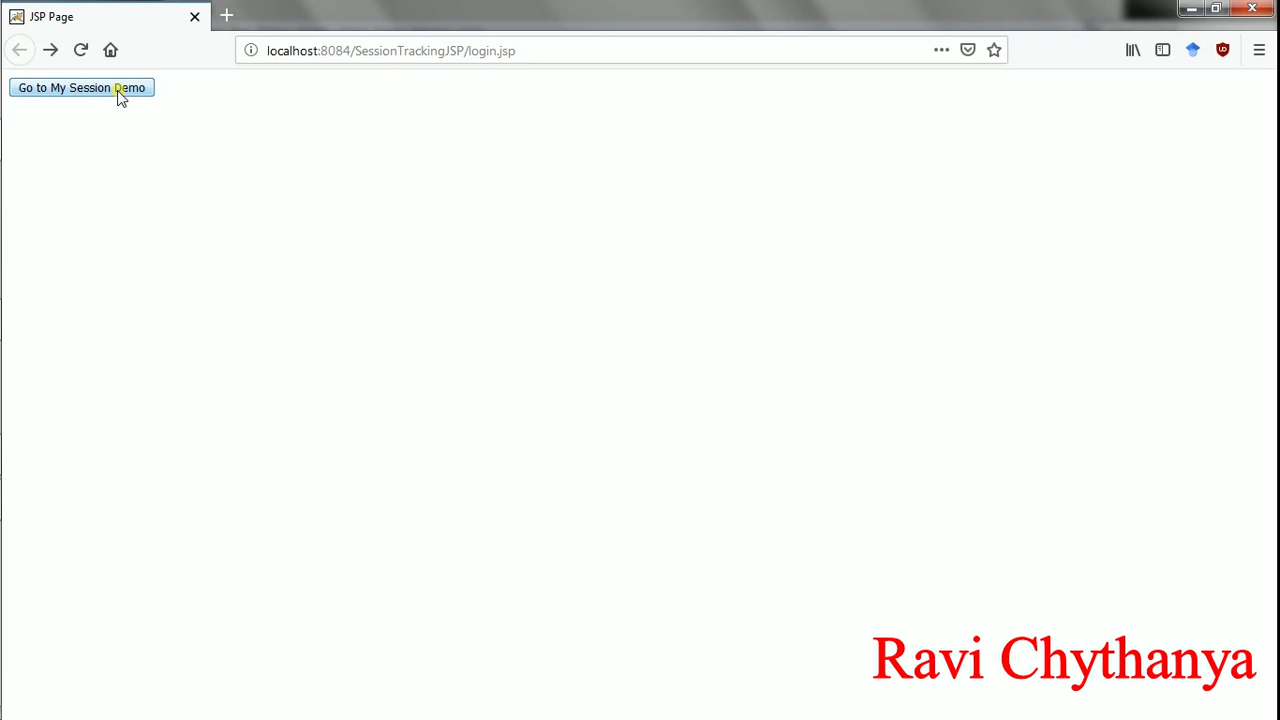 JSP Page
localhost:8084/SessionTrackingJSP/login.jsp
Go to My Session Demo
Ravi Chythanya